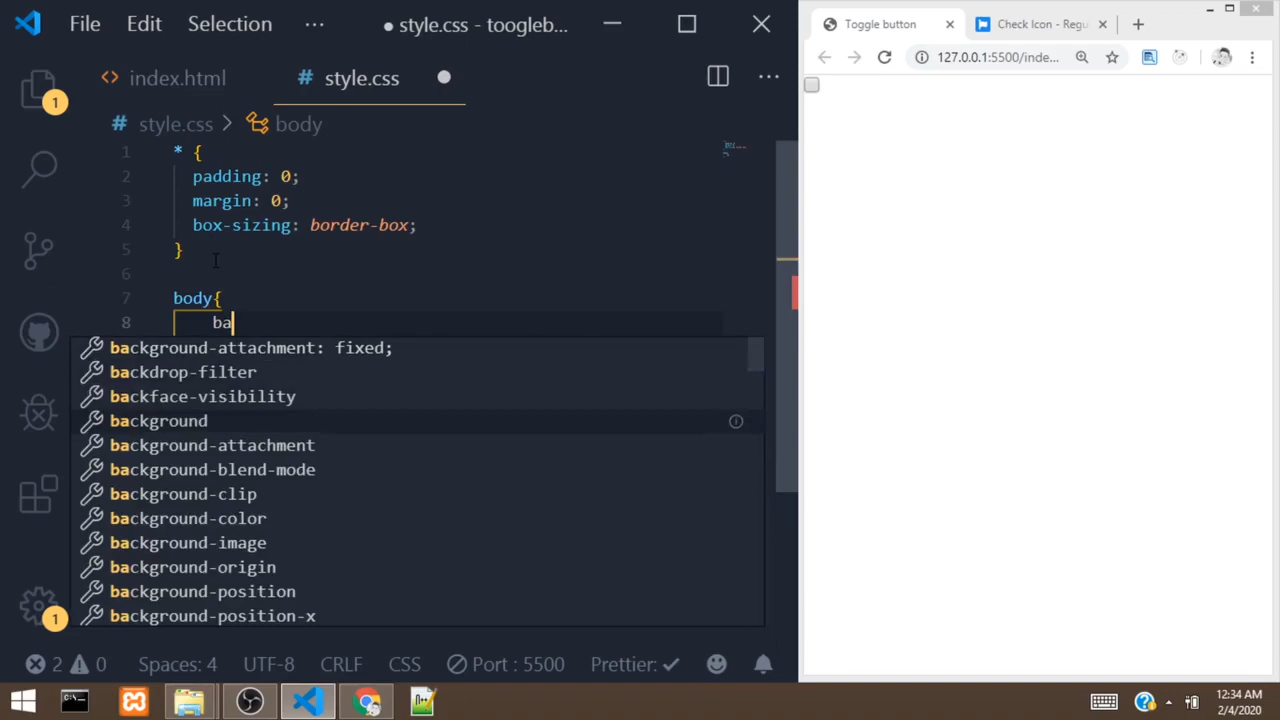 File Edit Selection ··· ● style.css - toogleb...
index.html # style.css ●
# style.css > body
1 * {
2 padding: 0;
3 margin: 0;
4 box-sizing: border-box;
5 }
6
7 body{
8 ba
background-attachment: fixed;
backdrop-filter
backface-visibility
background
background-attachment
background-blend-mode
background-clip
background-color
background-image
background-origin
background-position
background-position-x
1
1
2 0 Spaces: 4 UTF-8 CRLF CSS Port : 5500 Prettier: ✓
Toggle button Check Icon - Regu
127.0.0.1:5500/inde...
12:34 AM
2/4/2020